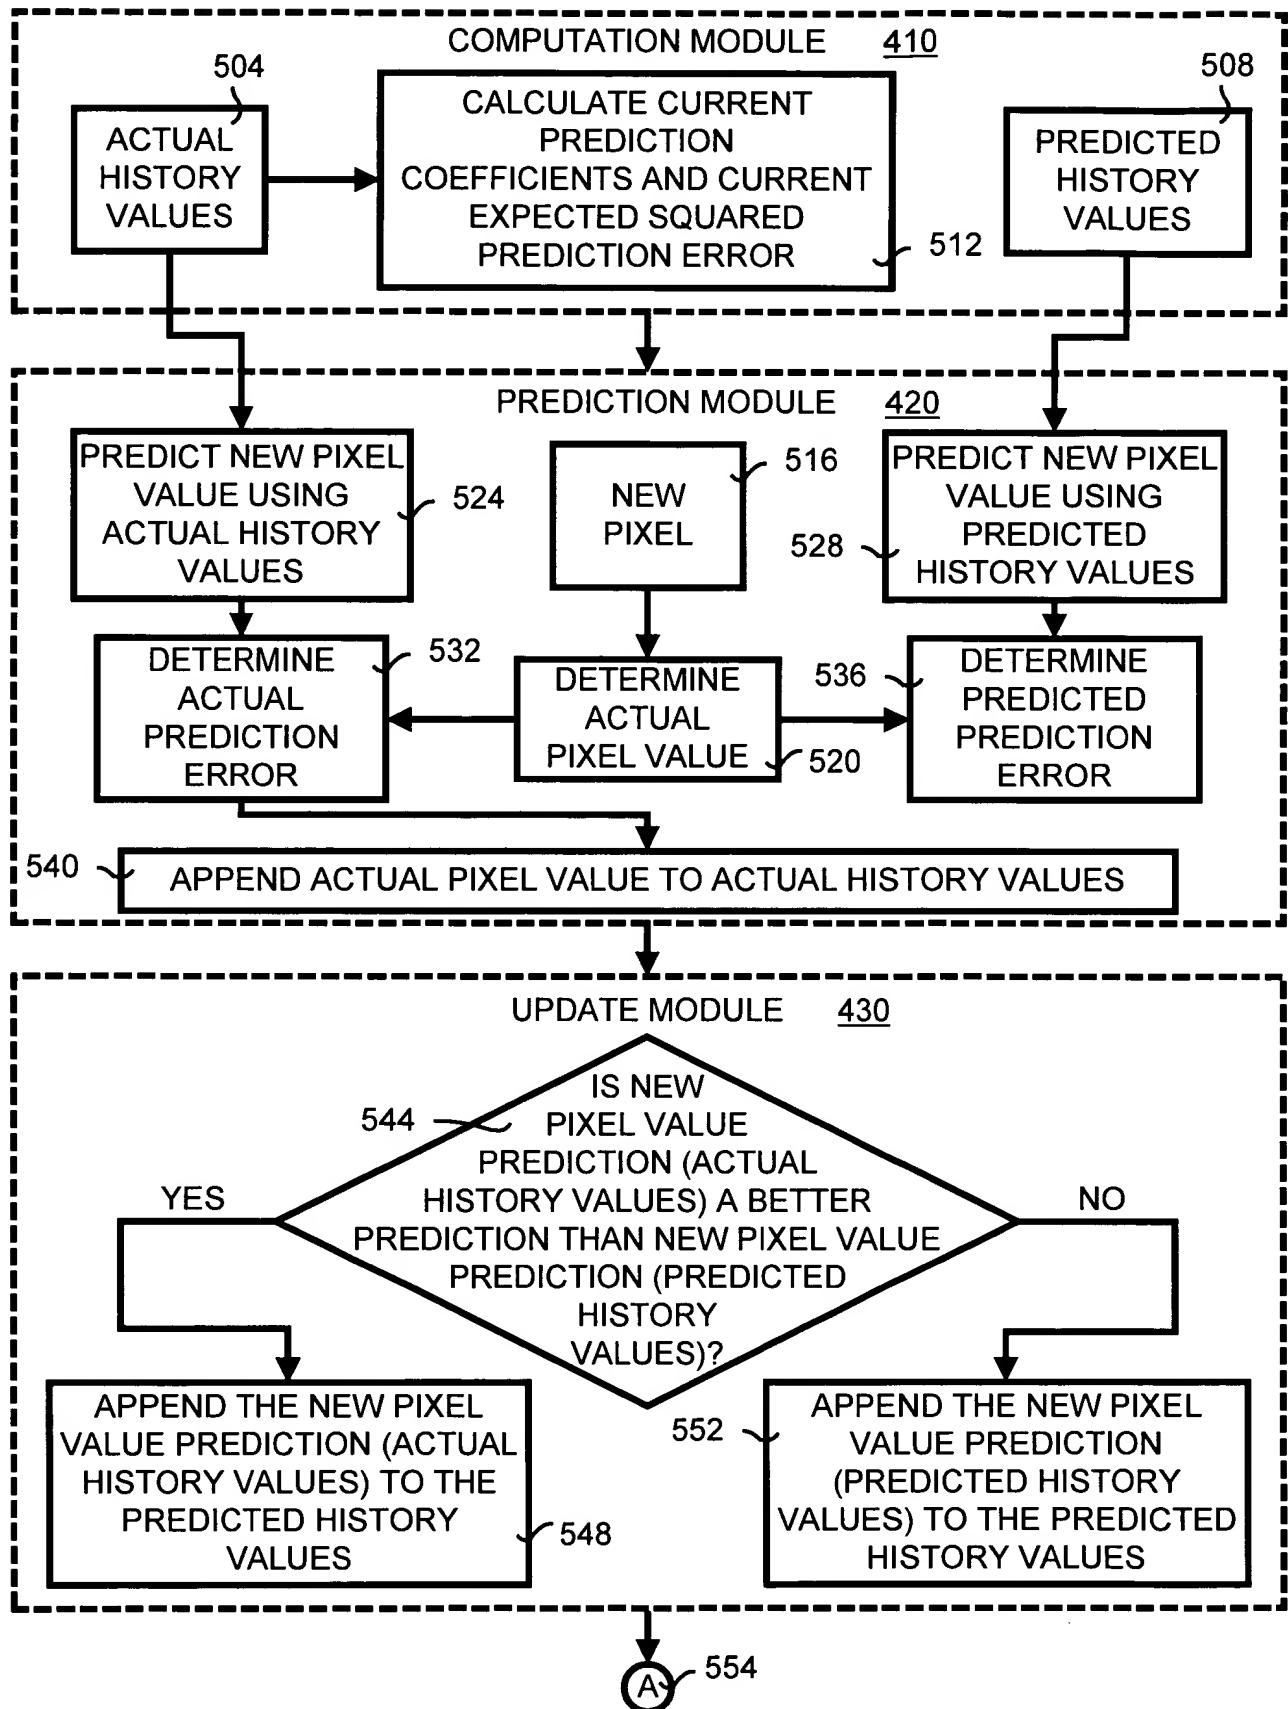 COMPUTATION MODULE 410
504
ACTUAL
HISTORY
VALUES
CALCULATE CURRENT
PREDICTION
COEFFICIENTS AND CURRENT
EXPECTED SQUARED
PREDICTION ERROR
512
508
PREDICTED
HISTORY
VALUES
PREDICTION MODULE 420
PREDICT NEW PIXEL
VALUE USING
ACTUAL HISTORY
VALUES
524
NEW
PIXEL
516
PREDICT NEW PIXEL
VALUE USING
PREDICTED
HISTORY VALUES
528
DETERMINE
ACTUAL
PREDICTION
ERROR
532
DETERMINE
ACTUAL
PIXEL VALUE
520
536
DETERMINE
PREDICTED
PREDICTION
ERROR
540
APPEND ACTUAL PIXEL VALUE TO ACTUAL HISTORY VALUES
UPDATE MODULE 430
544
IS NEW
PIXEL VALUE
PREDICTION (ACTUAL
HISTORY VALUES) A BETTER
PREDICTION THAN NEW PIXEL VALUE
PREDICTION (PREDICTED
HISTORY
VALUES)?
YES
NO
APPEND THE NEW PIXEL
VALUE PREDICTION (ACTUAL
HISTORY VALUES) TO THE
PREDICTED HISTORY
VALUES
548
552
APPEND THE NEW PIXEL
VALUE PREDICTION
(PREDICTED HISTORY
VALUES) TO THE PREDICTED
HISTORY VALUES
A
554